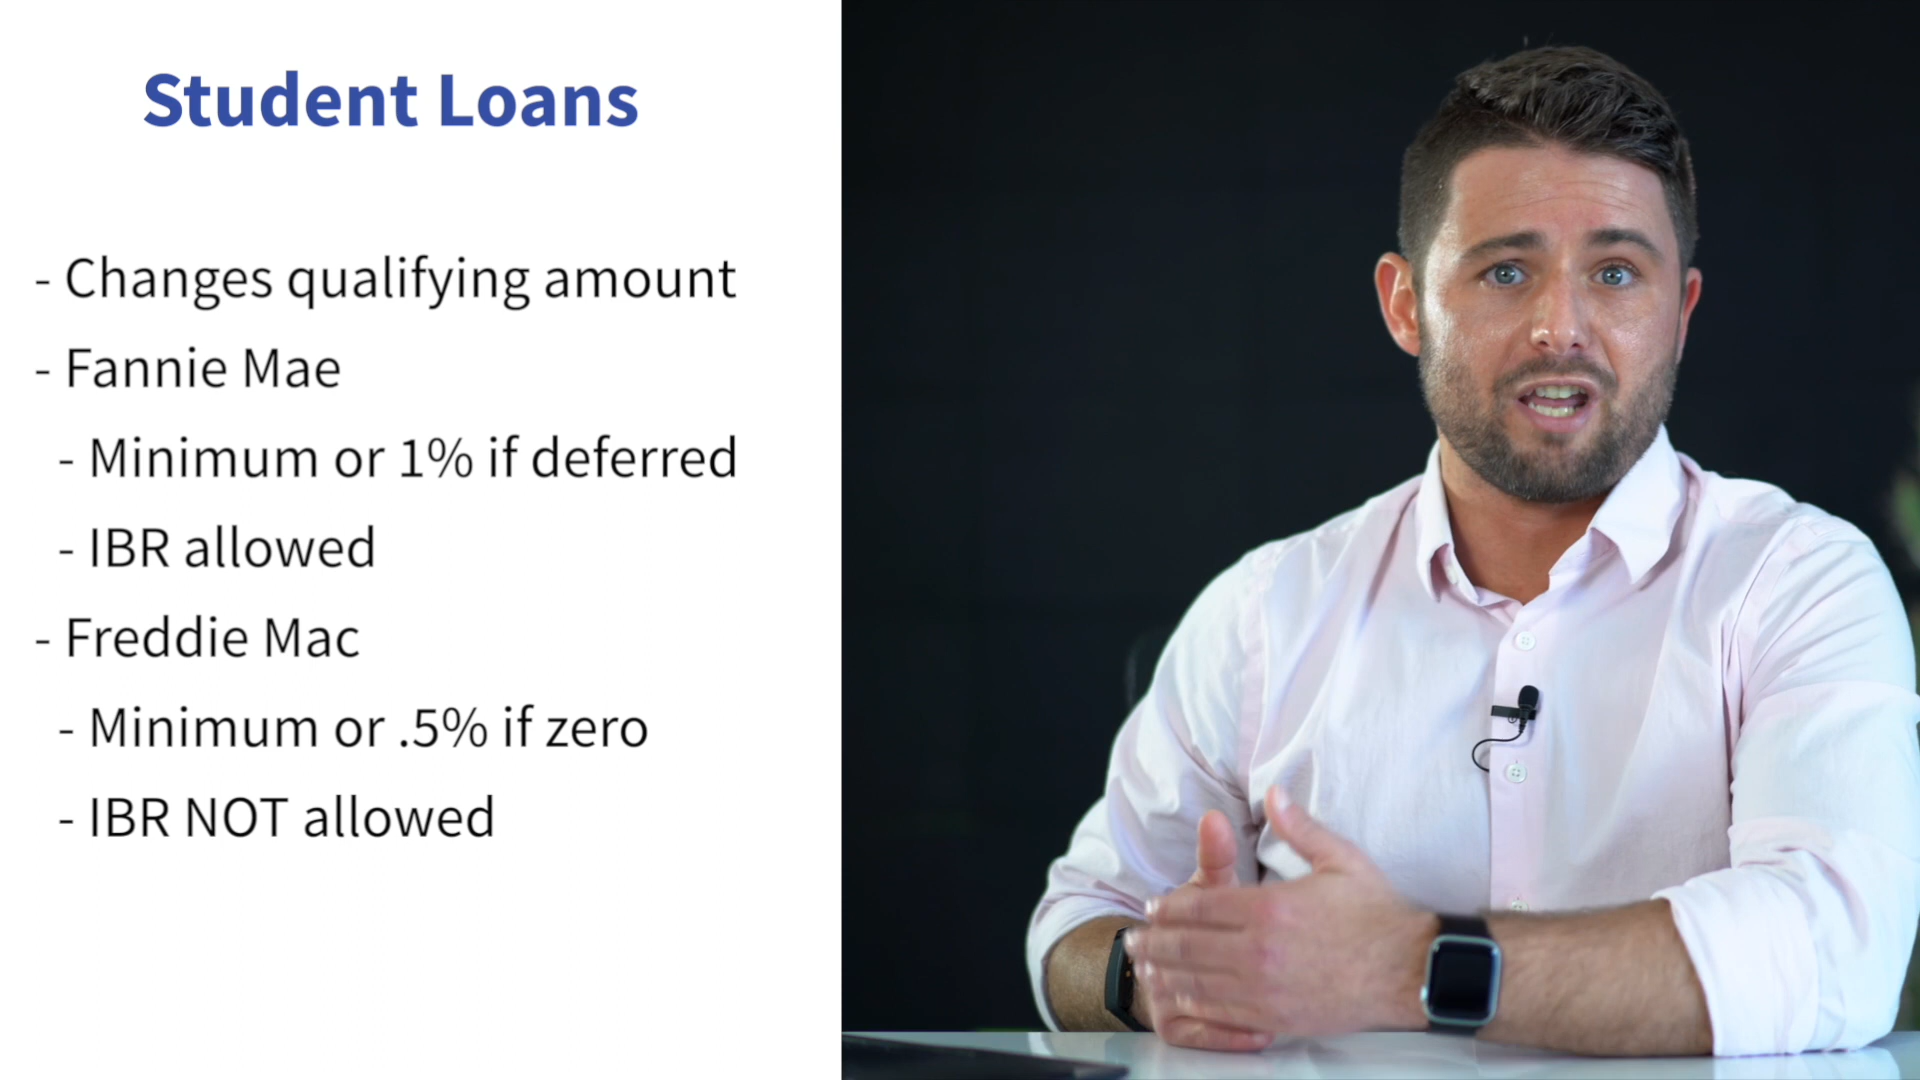 Student Loans
- Changes qualifying amount
- Fannie Mae
- Minimum or 1% if deferred
- IBR allowed
- Freddie Mac
- Minimum or .5% if zero
- IBR NOT allowed